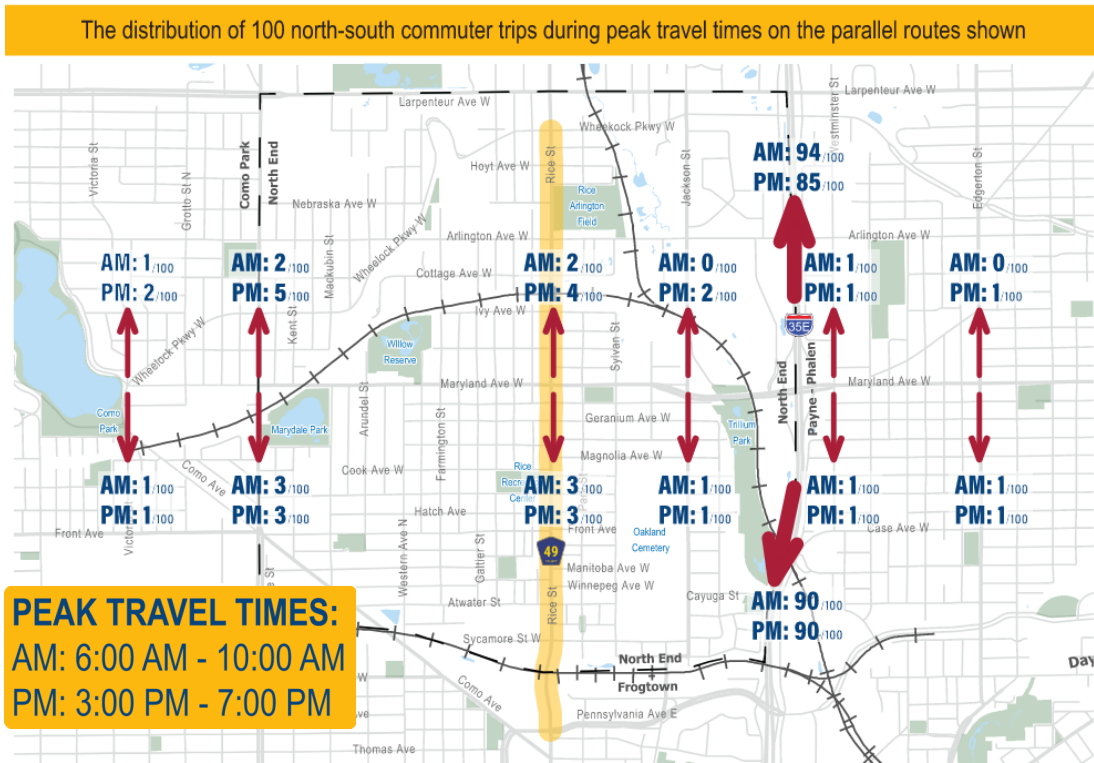 The distribution of 100 north-south commuter trips during peak travel times on the parallel routes shown
Larpenteur Ave W
Larpenteur Ave W
Wheelock Pkwy W
Westminster St
Victoria St
Grotto St N
Como Park
North End
Hoyt Ave W
Rice St
Rice
Arlington
Field
Jackson St
Edgerton St
AM: 94/100
PM: 85/100
Nebraska Ave W
Mackubin St
Wheelock Pkwy W
Arlington Ave W
Arlington Ave W
Cottage Ave W
AM: 1/100
PM: 2/100
AM: 2/100
PM: 5/100
AM: 2/100
PM: 4/100
AM: 0/100
PM: 2/100
AM: 1/100
PM: 1/100
AM: 0/100
PM: 1/100
Kent St
Ivy Ave W
35E
Wheelock Pkwy W
Willow
Reserve
Sylvan St
Maryland Ave W
Maryland Ave W
North End
Payne - Phalen
Como
Park
Marydale Park
Arundel St
Farmington St
Geranium Ave W
Trillium
Park
Magnolia Ave W
Como Ave
Cook Ave W
Rice
Center
AM: 1/100
PM: 1/100
AM: 3/100
PM: 3/100
AM: 3/100
PM: 3/100
AM: 1/100
PM: 1/100
AM: 1/100
PM: 1/100
AM: 1/100
PM: 1/100
Front Ave
Hatch Ave
Front Ave
Oakland
Cemetery
Case Ave W
Western Ave N
Galtier St
49
Manitoba Ave W
Winnepeg Ave W
Atwater St
Rice St
Cayuga St
AM: 90/100
PM: 90/100
PEAK TRAVEL TIMES:
AM: 6:00 AM - 10:00 AM
PM: 3:00 PM - 7:00 PM
Sycamore St W
North End
Frogtown
Como Ave
Pennsylvania Ave E
Thomas Ave